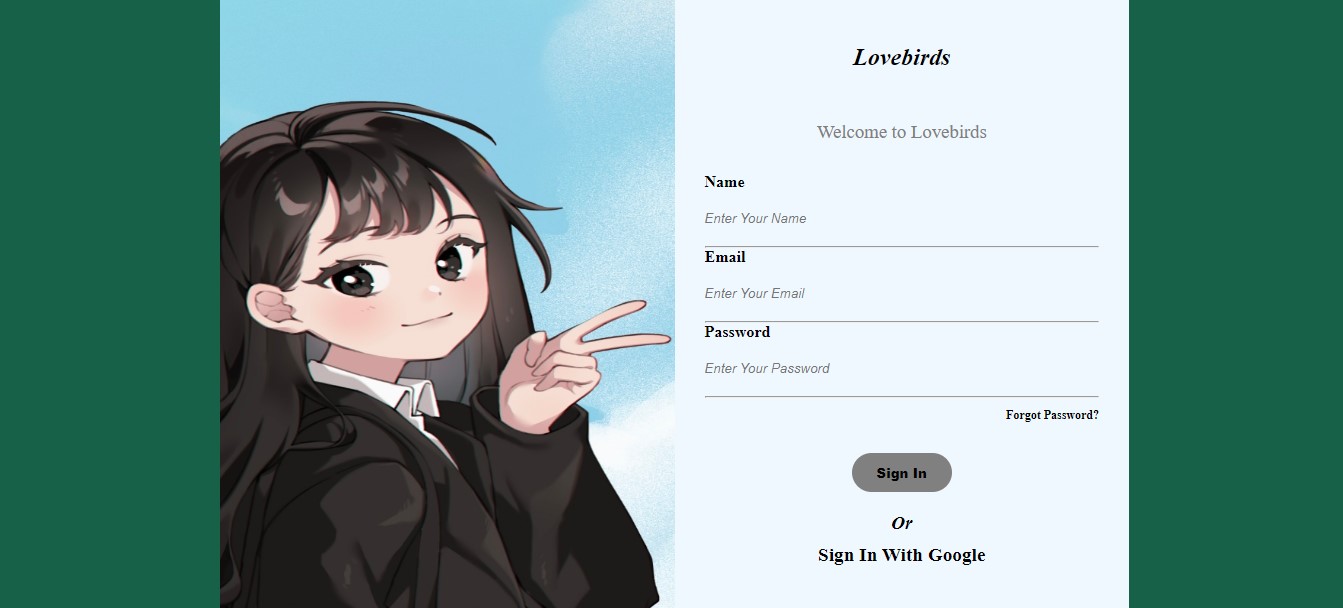 Lovebirds
Welcome to Lovebirds
Name
Enter Your Name
Email
Enter Your Email
Password
Enter Your Password
Forgot Password?
Sign In
Or
Sign In With Google